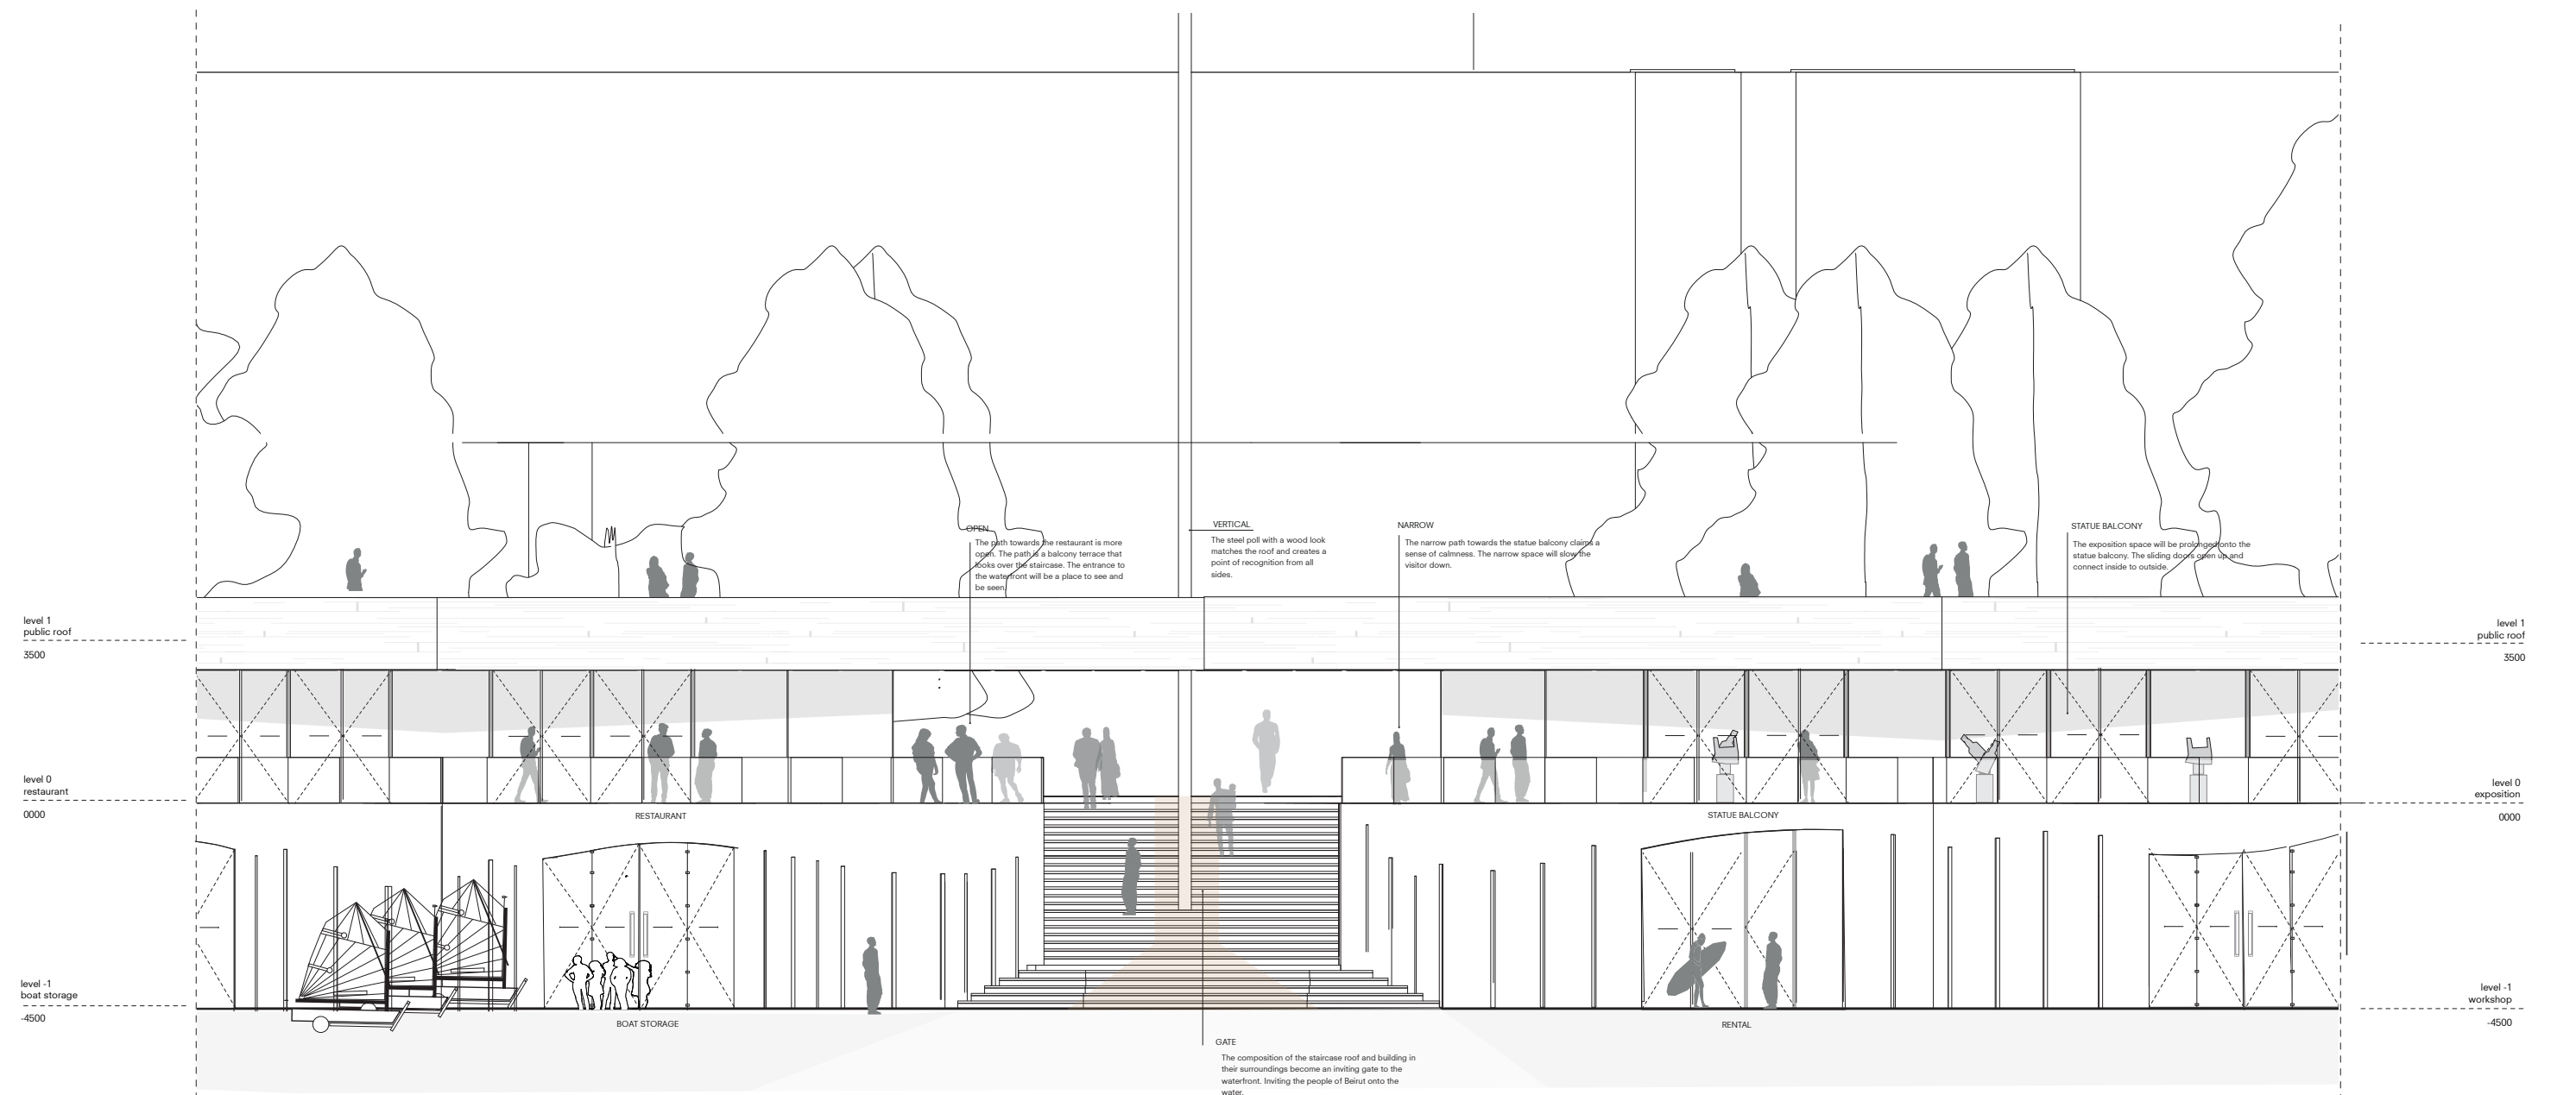 OPEN
The path towards the restaurant is more
open. The path is a balcony terrace that
looks over the staircase. The entrance to
the waterfront will be a place to see and
be seen.
VERTICAL
The steel poll with a wood look
matches the roof and creates a
point of recognition from all
sides.
NARROW
The narrow path towards the statue balcony claims a
sense of calmness. The narrow space will slow the
visitor down.
STATUE BALCONY
The exposition space will be prolonged onto the
statue balcony. The sliding doors open up and
connect inside to outside.
level 1
public roof
3500
level 1
public roof
3500
level 0
restaurant
0000
level 0
exposition
0000
RESTAURANT
STATUE BALCONY
level -1
boat storage
-4500
level -1
workshop
-4500
BOAT STORAGE
RENTAL
GATE
The composition of the staircase roof and building in
their surroundings become an inviting gate to the
waterfront. Inviting the people of Beirut onto the
water.